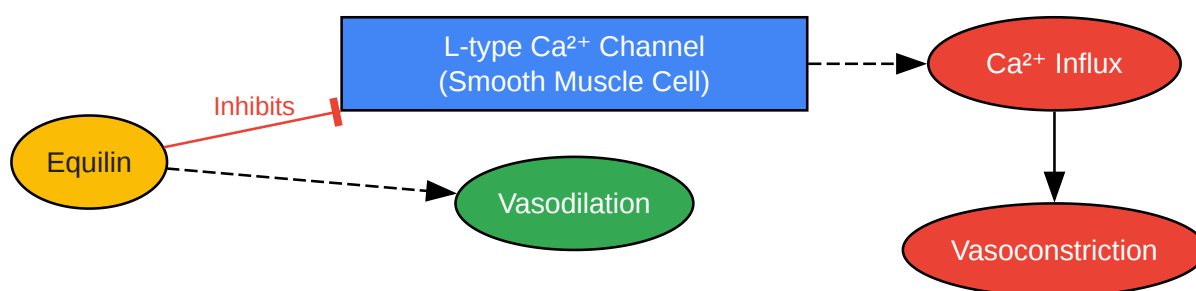 L-type Ca²⁺ Channel
(Smooth Muscle Cell)
Ca²⁺ Influx
Inhibits
Equilin
Vasodilation
Vasoconstriction